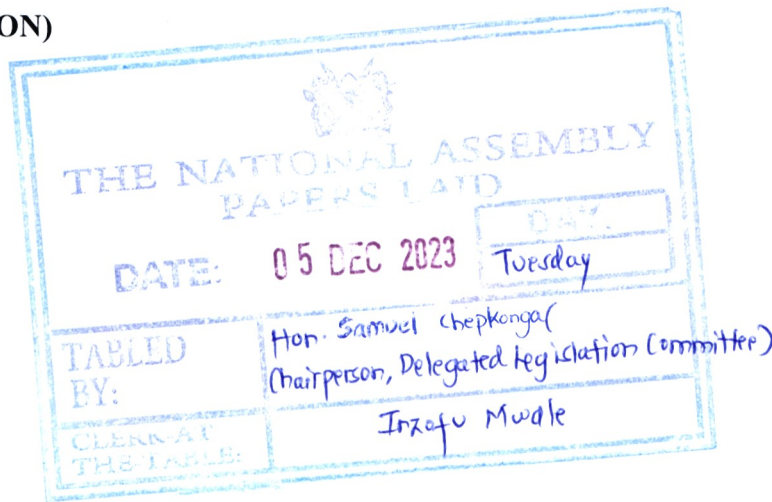 ON)
THE NATIONAL ASSEMBLY
PAPERS LAID
DATE: 05 DEC 2023
DAY.
Tuesday
TABLED BY:
Hon. Samuel Chepkonga(
Chairperson, Delegated Legislation Committee)
CLERK-AT THE-TABLE:
Inzofu Mwale